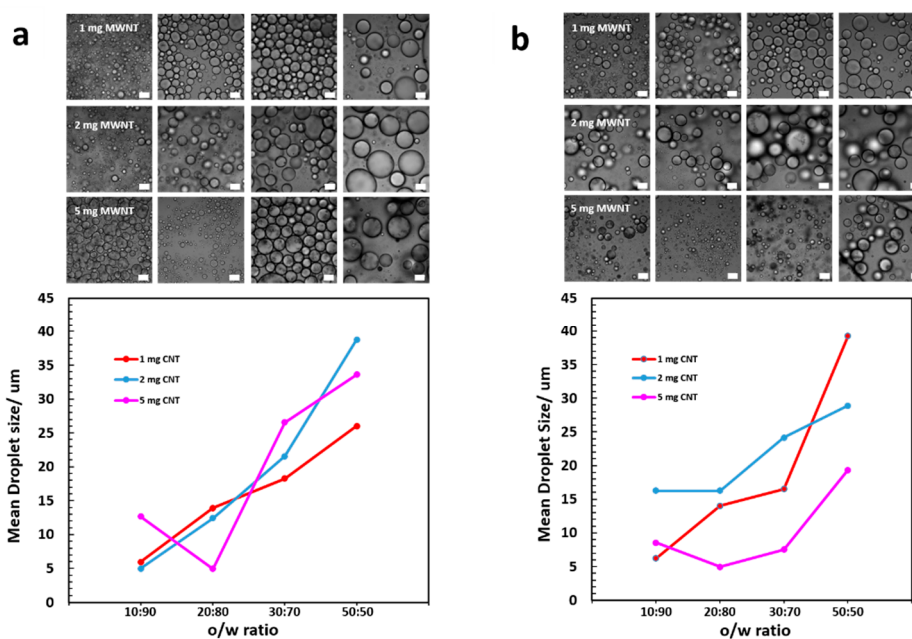 a
1 mg MWNT
2 mg MWNT
5 mg MWNT
45
40
35
30
25
20
15
10
5
0
Mean Droplet size/ um
1 mg CNT
2 mg CNT
5 mg CNT
10:90 20:80 30:70 50:50
o/w ratio
b
1 mg MWNT
2 mg MWNT
5 mg MWNT
45
40
35
30
25
20
15
10
5
0
Mean Droplet Size/ um
1 mg CNT
2 mg CNT
5 mg CNT
10:90 20:80 30:70 50:50
o/w ratio